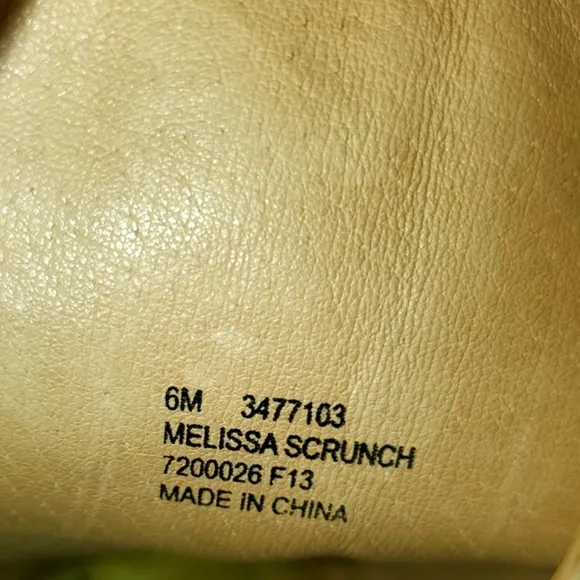 6M 3477103
MELISSA SCRUNCH
7200026 F13
MADE IN CHINA